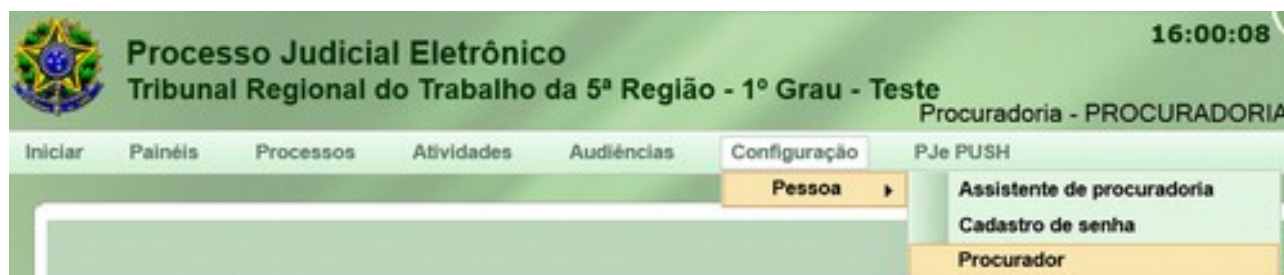 16:00:08
Processo Judicial Eletrônico
Tribunal Regional do Trabalho da 5ª Região - 1º Grau - Teste
Procuradoria - PROCURADORIA
Iniciar Painéis Processos Atividades Audiências Configuração PJe PUSH
Pessoa Assistente de procuradoria
Cadastro de senha
Procurador